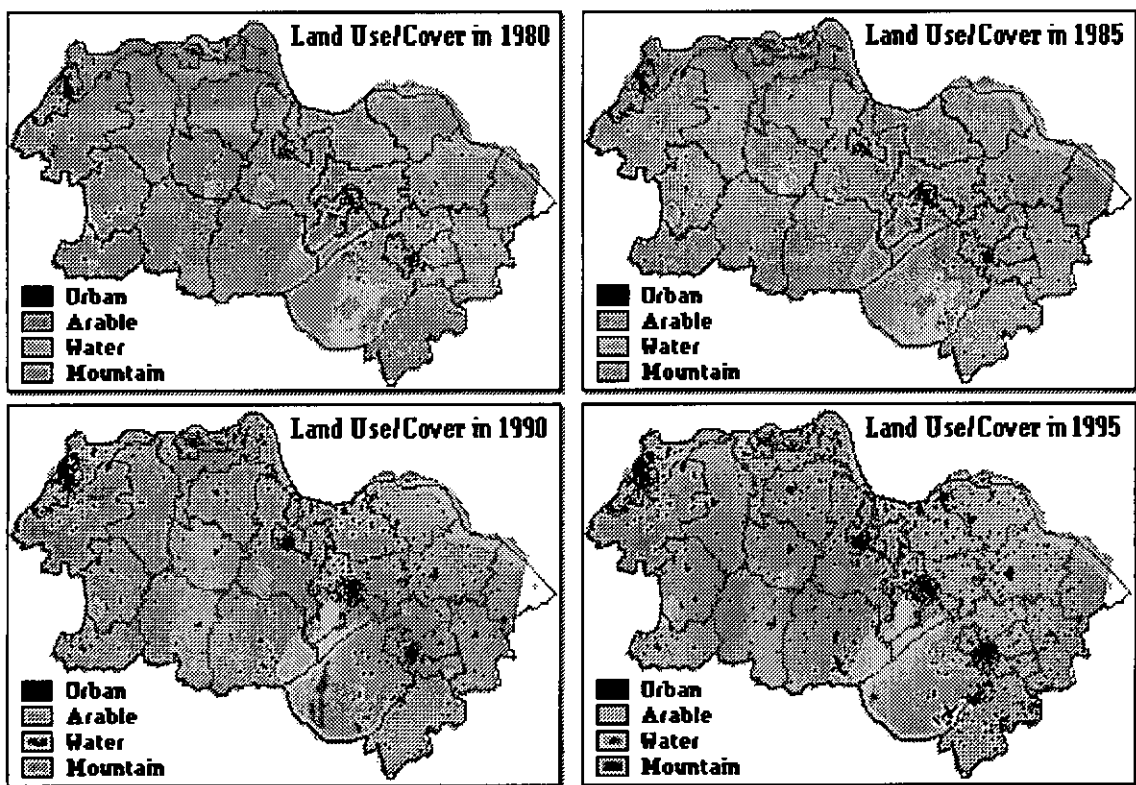 Land Use/Cover in 1980
Urban
Arable
Water
Mountain
Land Use/Cover in 1985
Urban
Arable
Water
Mountain
Land Use/Cover in 1990
Urban
Arable
Water
Mountain
Land Use/Cover in 1995
Urban
Arable
Water
Mountain